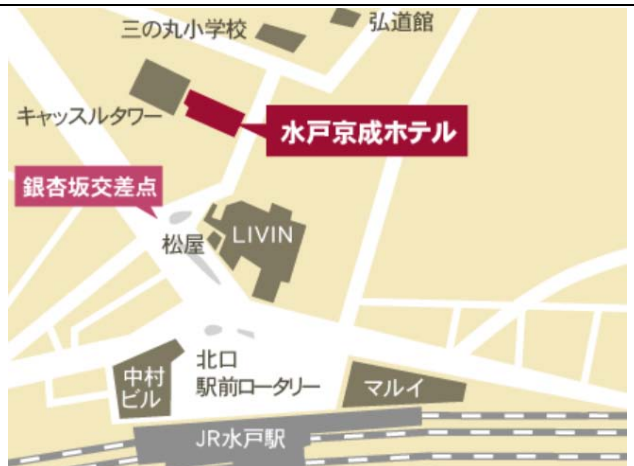 三の丸小学校
弘道館
キャッスルタワー
水戸京成ホテル
銀杏坂交差点
松屋
LIVIN
中村
ビル
北口
駅前ロータリー
マルイ
JR水戸駅